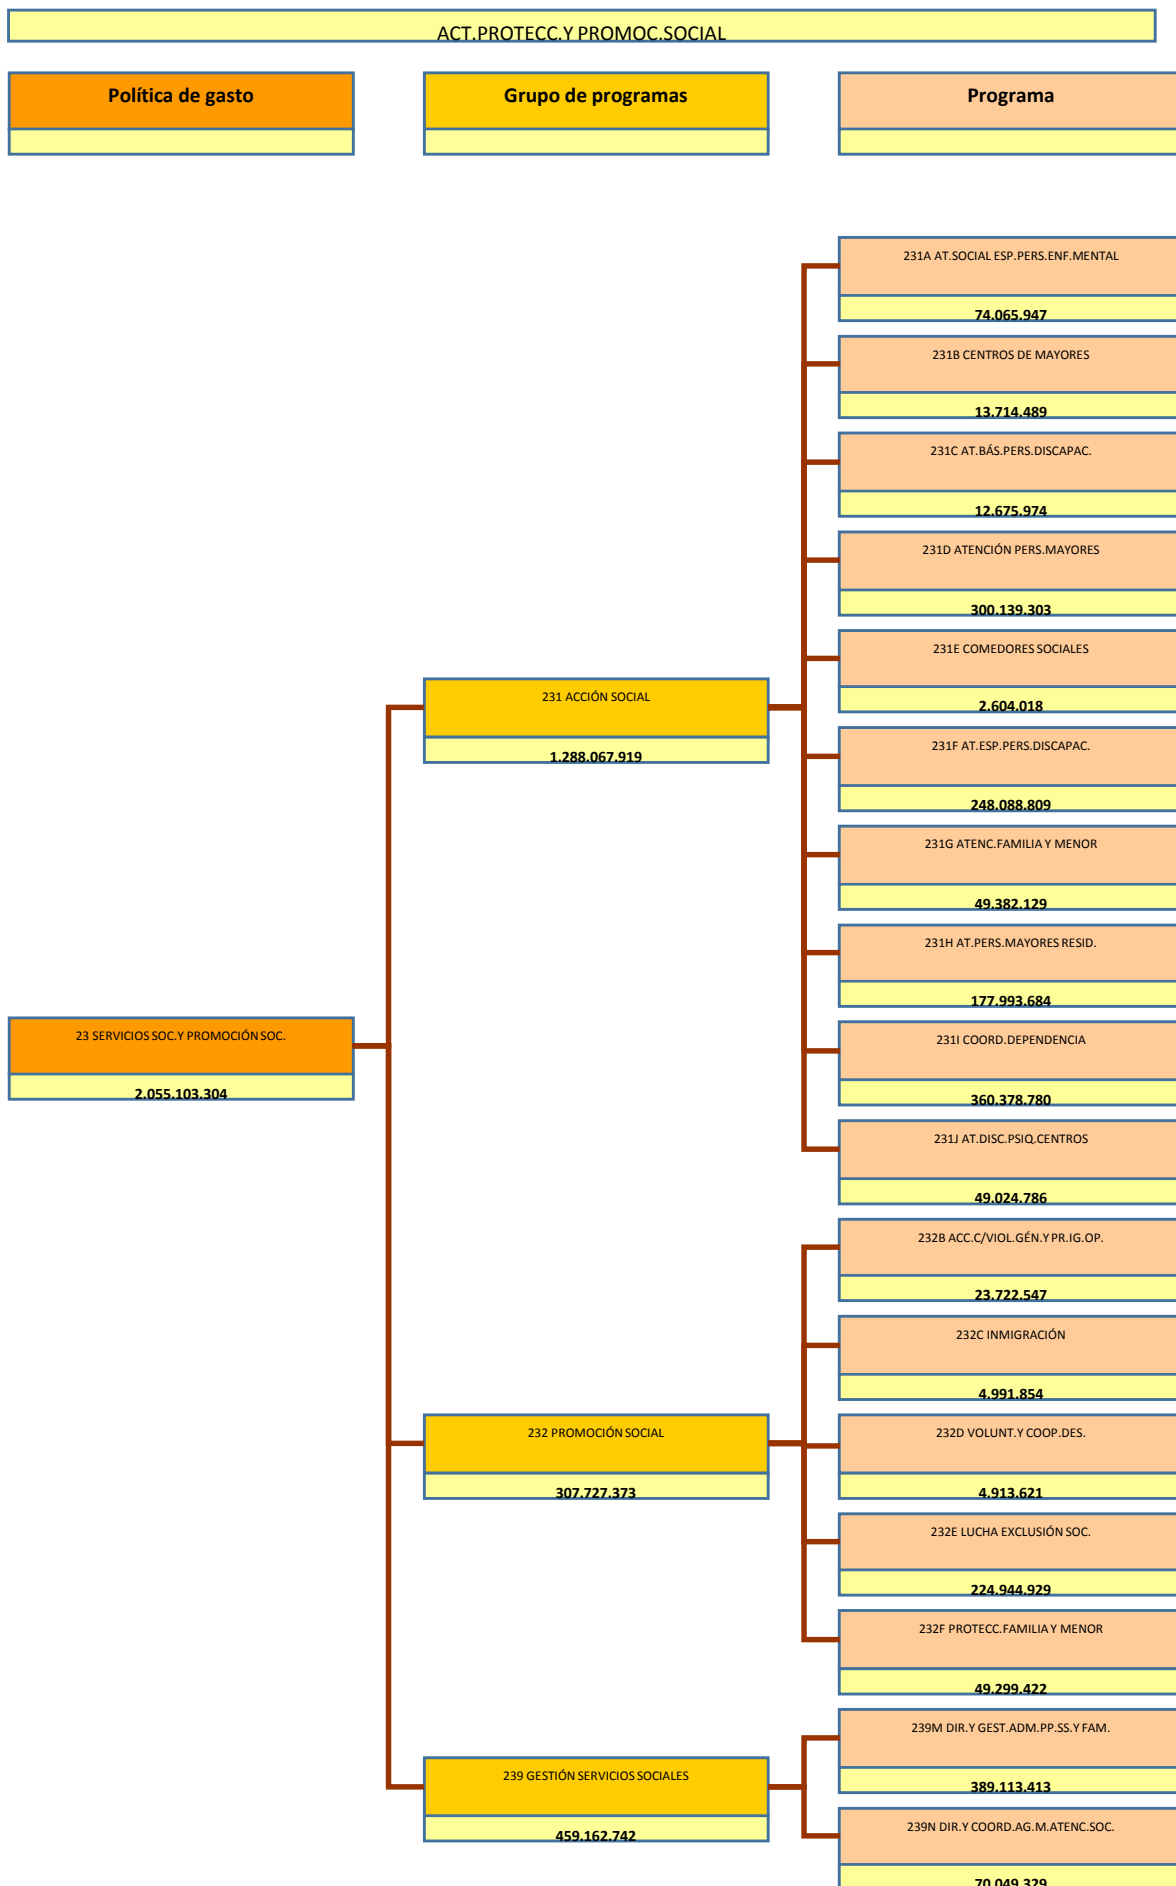 ACT.PROTECC.Y PROMOC.SOCIAL
Política de gasto
Grupo de programas
Programa
231A AT.SOCIAL ESP.PERS.ENF.MENTAL
74.065.947
231B CENTROS DE MAYORES
13.714.489
231C AT.BÁS.PERS.DISCAPAC.
12.675.974
231D ATENCIÓN PERS.MAYORES
300.139.303
231E COMEDORES SOCIALES
2.604.018
231 ACCIÓN SOCIAL
1.288.067.919
231F AT.ESP.PERS.DISCAPAC.
248.088.809
231G ATENC.FAMILIA Y MENOR
49.382.129
231H AT.PERS.MAYORES RESID.
177.993.684
23 SERVICIOS SOC.Y PROMOCIÓN SOC.
2.055.103.304
231I COORD.DEPENDENCIA
360.378.780
231J AT.DISC.PSIQ.CENTROS
49.024.786
232B ACC.C/VIOL.GÉN.Y PR.IG.OP.
23.722.547
232C INMIGRACIÓN
4.991.854
232 PROMOCIÓN SOCIAL
307.727.373
232D VOLUNT.Y COOP.DES.
4.913.621
232E LUCHA EXCLUSIÓN SOC.
224.944.929
232F PROTECC.FAMILIA Y MENOR
49.299.422
239M DIR.Y GEST.ADM.PP.SS.Y FAM.
389.113.413
239 GESTIÓN SERVICIOS SOCIALES
459.162.742
239N DIR.Y COORD.AG.M.ATENC.SOC.
70.049.329